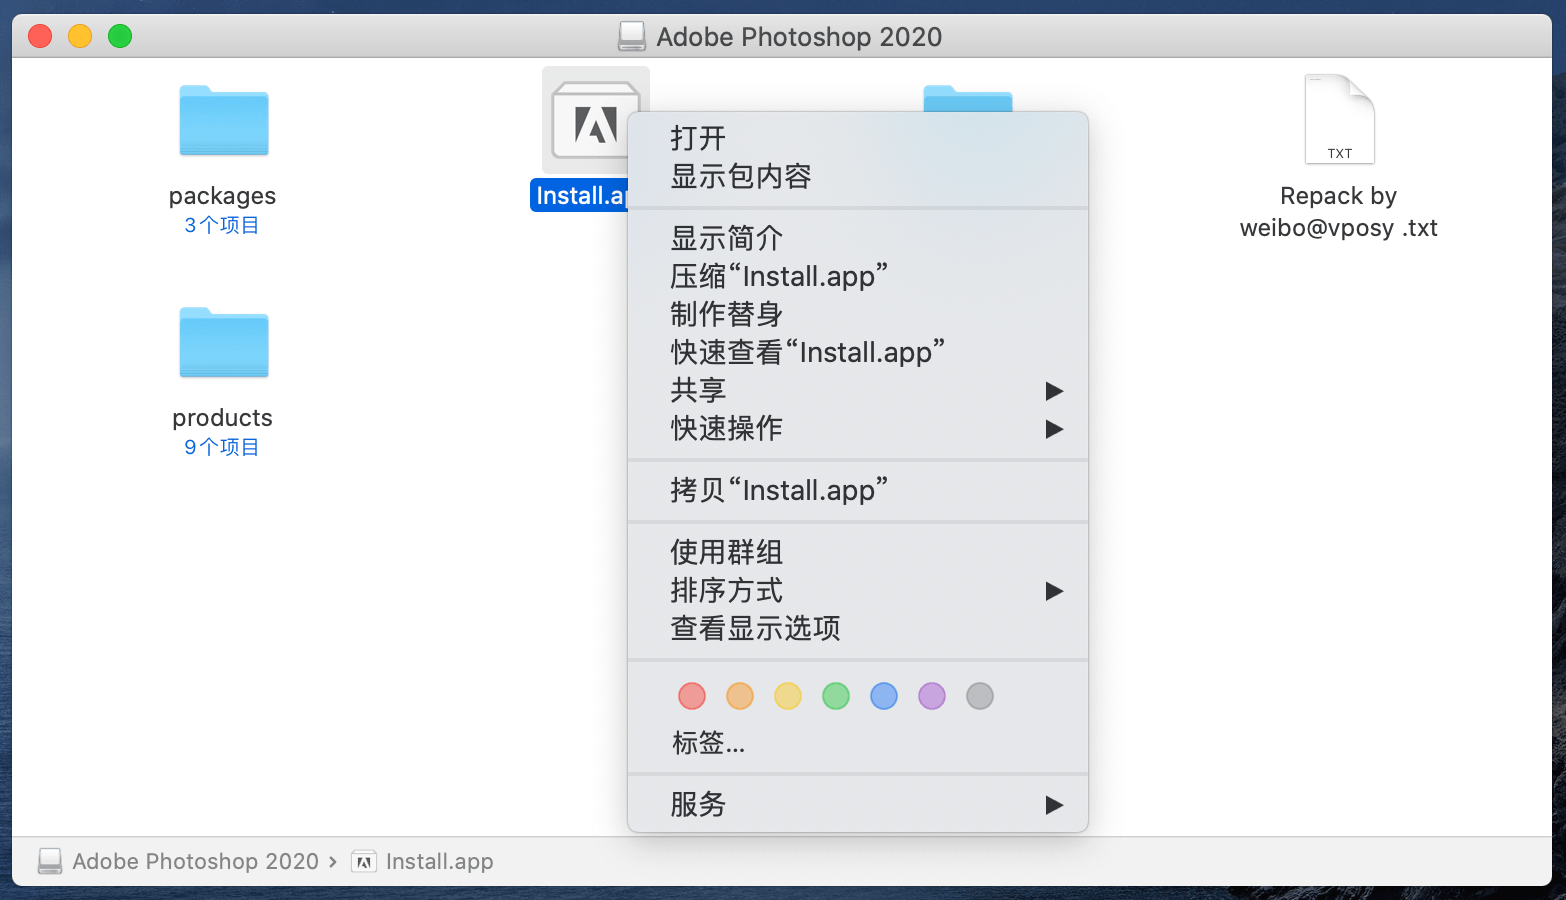 Adobe Photoshop 2020
packages
3个项目
Install.ap
TXT
Repack by
weibo@vposy .txt
products
9个项目
打开
显示包内容
显示简介
压缩“Install.app”
制作替身
快速查看“Install.app”
共享
快速操作
拷贝“Install.app”
使用群组
排序方式
查看显示选项
标签...
服务
Adobe Photoshop 2020 › Install.app